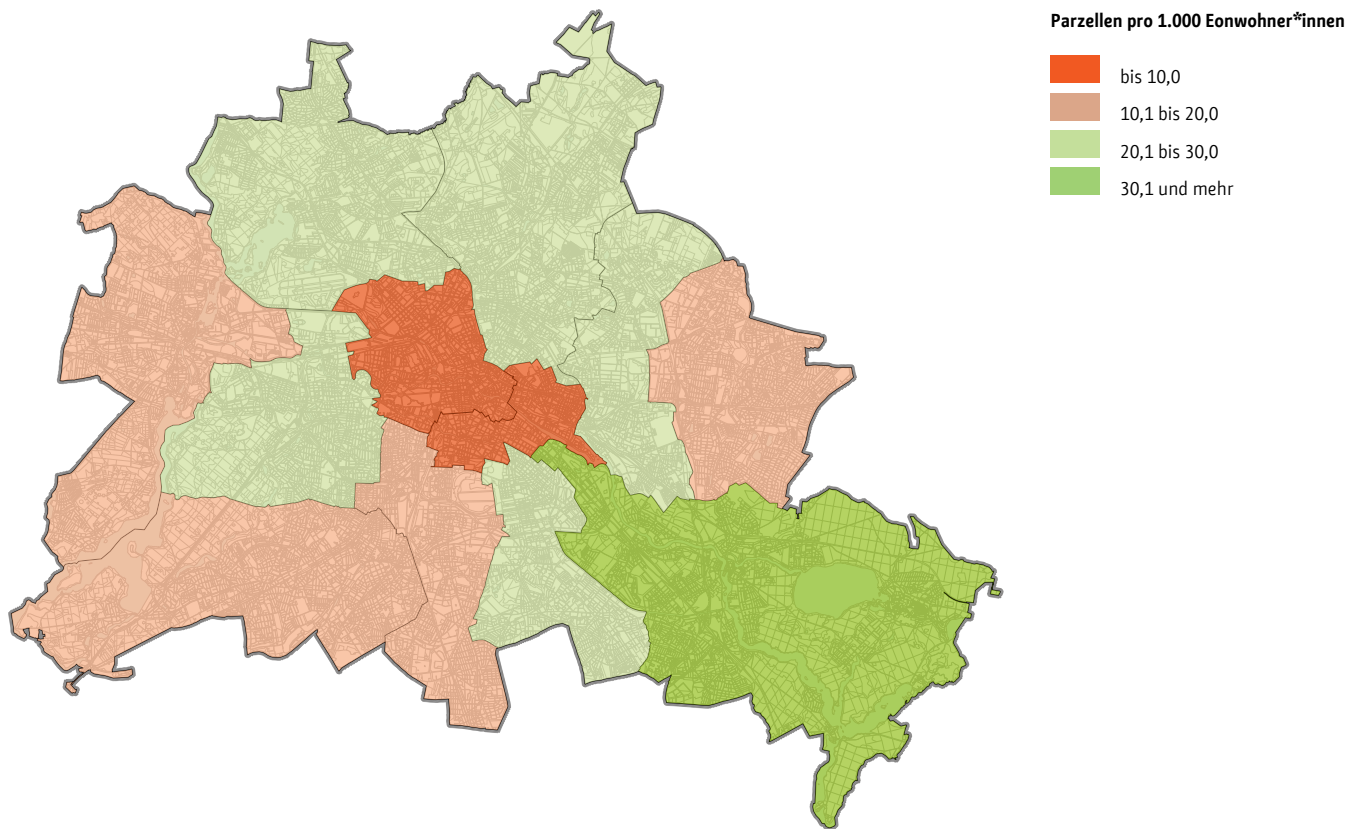 Parzellen pro 1.000 Eonwohner*innen
bis 10,0
10,1 bis 20,0
20,1 bis 30,0
30,1 und mehr